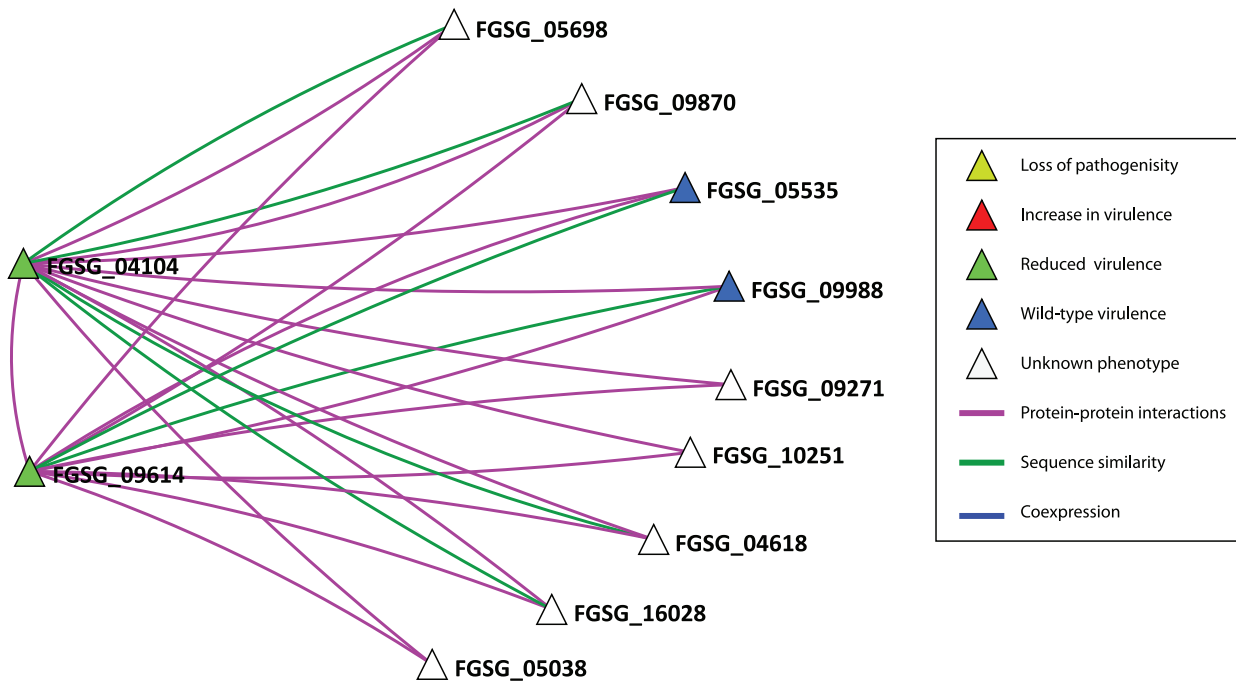 FGSG_05698
FGSG_09870
FGSG_05535
FGSG_04104
FGSG_09988
FGSG_09271
FGSG_10251
FGSG_09614
FGSG_04618
FGSG_16028
FGSG_05038
Loss of pathogenisity
Increase in virulence
Reduced virulence
Wild-type virulence
Unknown phenotype
Protein-protein interactions
Sequence similarity
Coexpression